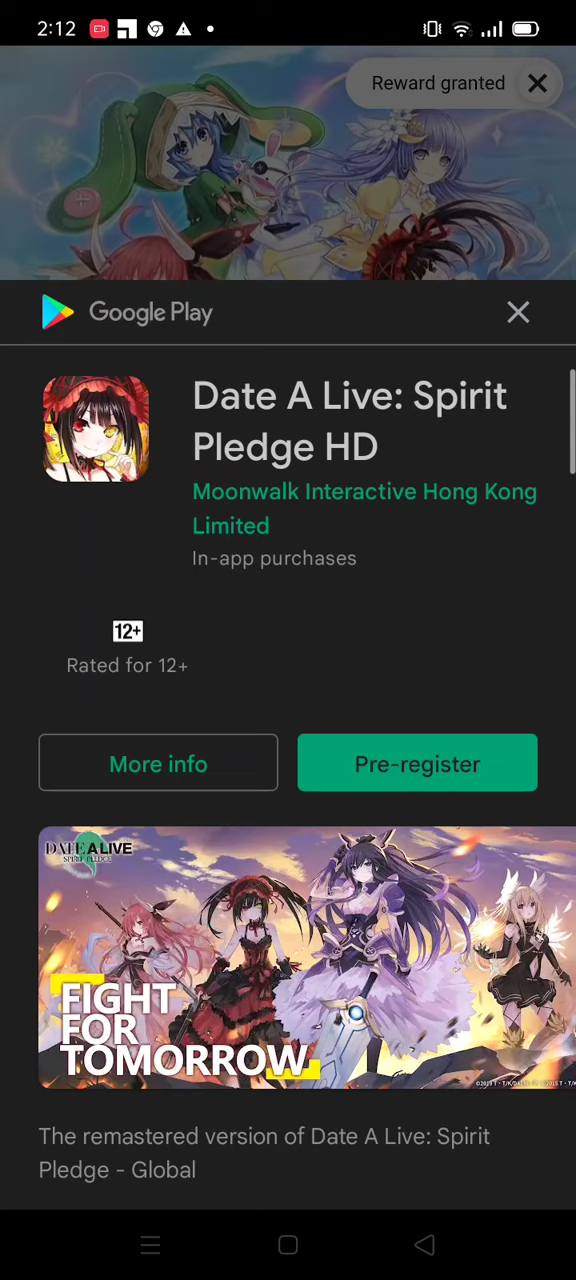 2:12
Reward granted
Google Play
Date A Live: Spirit
Pledge HD
Moonwalk Interactive Hong Kong
Limited
In-app purchases
12+
Rated for 12+
More info
Pre-register
DATE A LIVE
SPIRIT PLEDGE
FIGHT
FOR
TOMORROW
The remastered version of Date A Live: Spirit
Pledge - Global